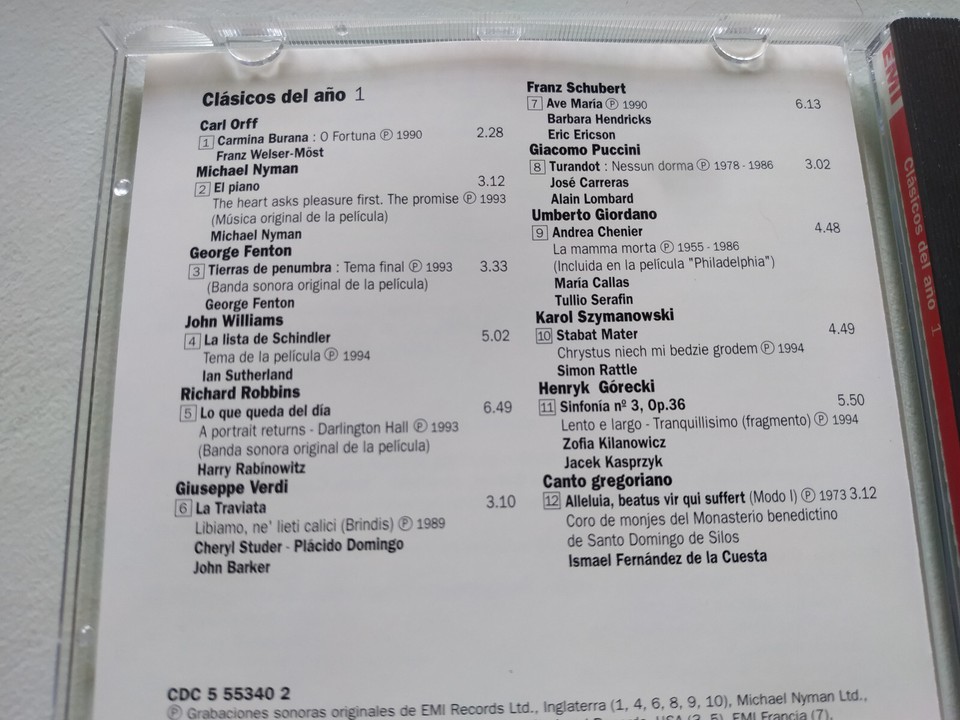 Clásicos del año 1
Carl Orff
1 Carmina Burana : O Fortuna Ⓟ 1990 2.28
Franz Welser-Möst
Michael Nyman
2 El piano 3.12
The heart asks pleasure first. The promise Ⓟ 1993
(Música original de la película)
Michael Nyman
George Fenton
3 Tierras de penumbra : Tema final Ⓟ 1993 3.33
(Banda sonora original de la película)
George Fenton
John Williams
4 La lista de Schindler 5.02
Tema de la película Ⓟ 1994
Ian Sutherland
Richard Robbins
5 Lo que queda del día 6.49
A portrait returns - Darlington Hall Ⓟ 1993
(Banda sonora original de la película)
Harry Rabinowitz
Giuseppe Verdi
6 La Traviata 3.10
Libiamo, ne' lieti calici (Brindis) Ⓟ 1989
Cheryl Studer - Plácido Domingo
John Barker
Franz Schubert
7 Ave María Ⓟ 1990 6.13
Barbara Hendricks
Eric Ericson
Giacomo Puccini
8 Turandot : Nessun dorma Ⓟ 1978 - 1986 3.02
José Carreras
Alain Lombard
Umberto Giordano
9 Andrea Chenier 4.48
La mamma morta Ⓟ 1955 - 1986
(Incluida en la película "Philadelphia")
María Callas
Tullio Serafin
Karol Szymanowski
10 Stabat Mater 4.49
Chrystus niech mi bedzie grodem Ⓟ 1994
Simon Rattle
Henryk Górecki
11 Sinfonía nº 3, Op.36 5.50
Lento e largo - Tranquillisimo (fragmento) Ⓟ 1994
Zofia Kilanowicz
Jacek Kasprzyk
Canto gregoriano
12 Alleluia, beatus vir qui suffert (Modo I) Ⓟ 1973 3.12
Coro de monjes del Monasterio benedictino
de Santo Domingo de Silos
Ismael Fernández de la Cuesta
CDC 5 55340 2
Ⓟ Grabaciones sonoras originales de EMI Records Ltd., Inglaterra (1, 4, 6, 8, 9, 10), Michael Nyman Ltd.,
USA (3, 5), EMI Francia (7),
EMI
Clásicos del año 1